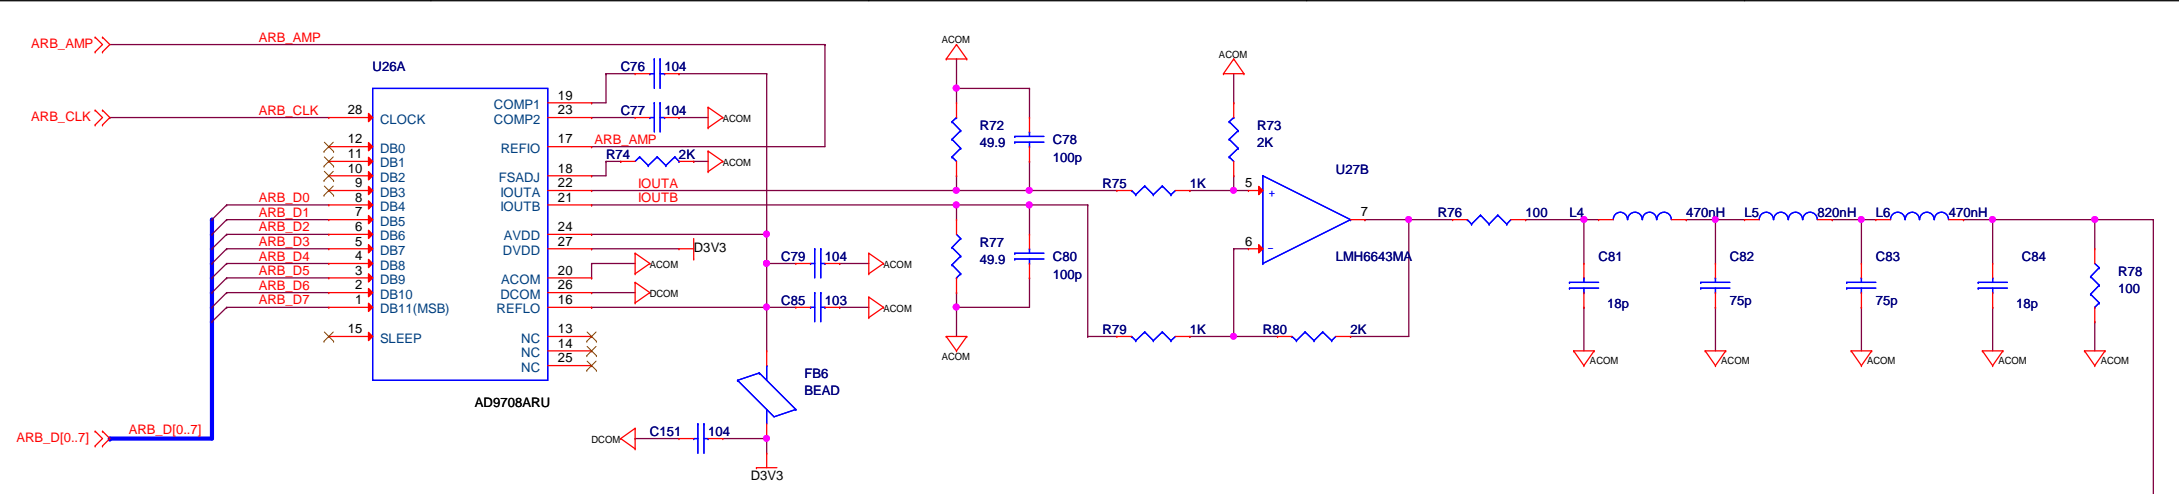 ARB_AMP
ARB_AMP
U26A
C76 104
ARB_CLK
ARB_CLK 28 CLOCK
COMP1 19
COMP2 23
C77 104 ACOM
12 DB0
11 DB1
10 DB2
9 DB3
ARB_D0 8 DB4
ARB_D1 7 DB5
ARB_D2 6 DB6
ARB_D3 5 DB7
ARB_D4 4 DB8
ARB_D5 3 DB9
ARB_D6 2 DB10
ARB_D7 1 DB11(MSB)
15 SLEEP
REFIO 17 ARB_AMP
R74 2K ACOM
FSADJ 18
IOUTA 22 IOUTA
IOUTB 21 IOUTB
AVDD 24
DVDD 27 D3V3
ACOM 20 ACOM
DCOM 26 DCOM
REFLO 16
NC 13
NC 14
NC 25
AD9708ARU
ARB_D[0..7]
ARB_D[0..7]
C79 104 ACOM
C85 103 ACOM
FB6
BEAD
DCOM C151 104
D3V3
ACOM
R72
49.9
C78
100p
R77
49.9
C80
100p
ACOM
ACOM
R73
2K
R75 1K
R79 1K
R80 2K
U27B
5 +
6 -
7
LMH6643MA
R76 100
L4 470nH
L5 820nH
L6 470nH
C81
18p
ACOM
C82
75p
ACOM
C83
75p
ACOM
C84
18p
ACOM
R78
100
ACOM